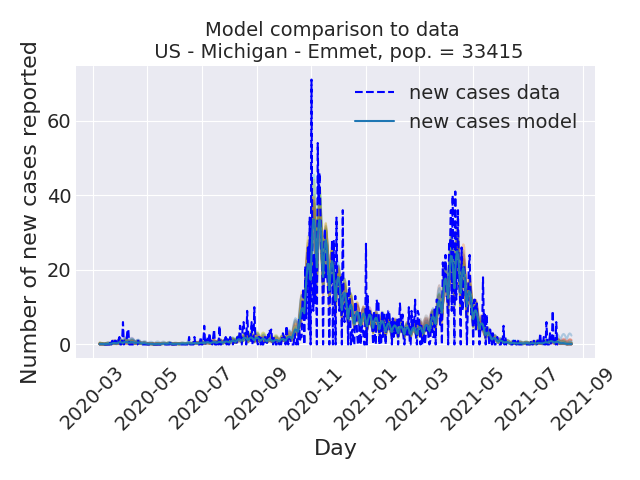 Model comparison to data
US - Michigan - Emmet, pop. = 33415
Number of new cases reported
new cases data
new cases model
60
40
20
0
2020-03
2020-05
2020-07
2020-09
2020-11
2021-01
2021-03
2021-05
2021-07
2021-09
Day